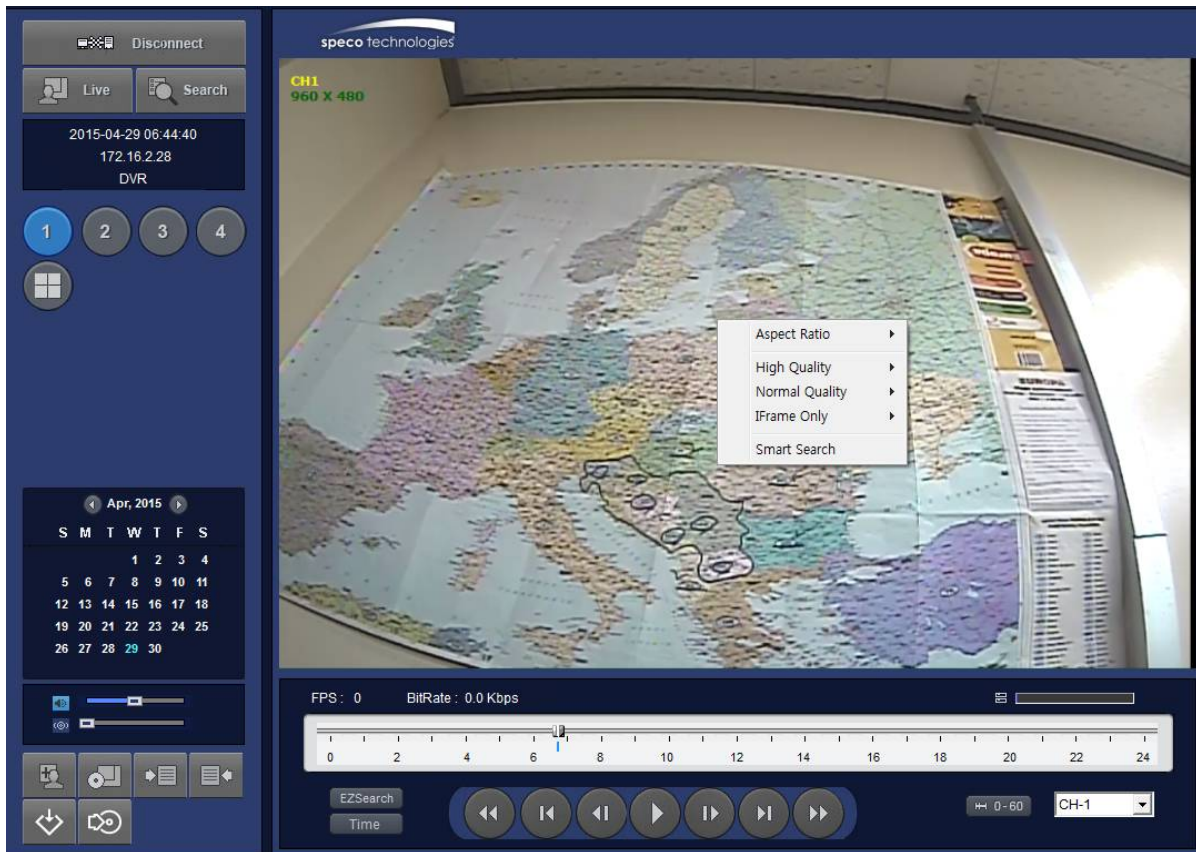 Disconnect
Live
Search
2015-04-29 06:44:40
172.16.2.28
DVR
1
2
3
4
Apr, 2015
S M T W T F S
1 2 3 4
5 6 7 8 9 10 11
12 13 14 15 16 17 18
19 20 21 22 23 24 25
26 27 28 29 30
speco technologies
CH1
960 X 480
EUROPA
Aspect Ratio
High Quality
Normal Quality
IFrame Only
Smart Search
FPS : 0 BitRate : 0.0 Kbps
0 2 4 6 8 10 12 14 16 18 20 22 24
EZSearch
Time
0-60
CH-1